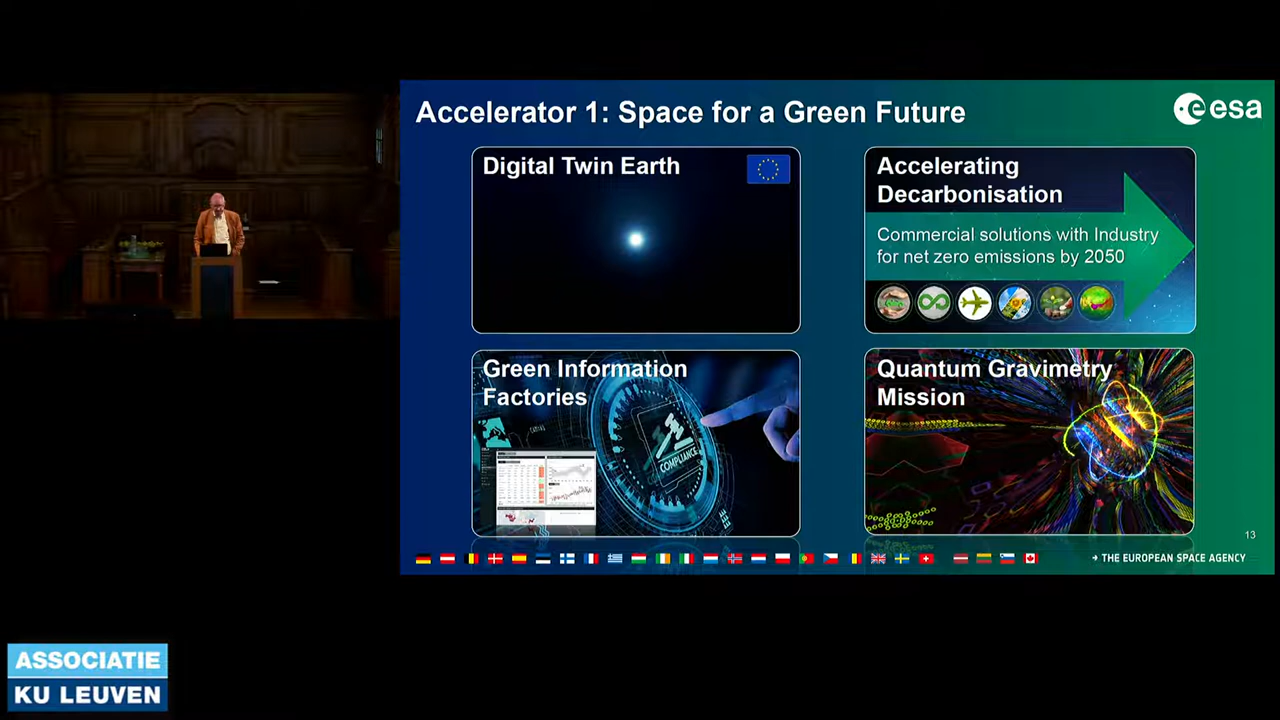 Accelerator 1: Space for a Green Future
esa
Digital Twin Earth
Accelerating
Decarbonisation
Commercial solutions with Industry
for net zero emissions by 2050
Green Information
Factories
COMPLIANCE
Quantum Gravimetry
Mission
13
→ THE EUROPEAN SPACE AGENCY
ASSOCIATIE
KU LEUVEN